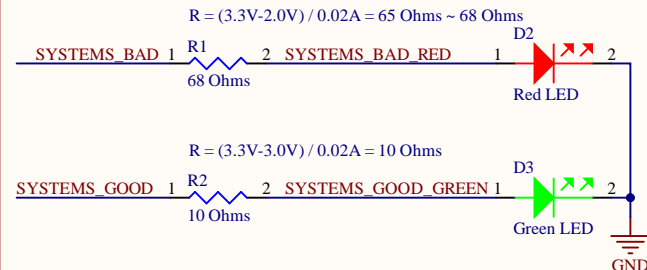 R = (3.3V-2.0V) / 0.02A = 65 Ohms ~ 68 Ohms
D2
SYSTEMS_BAD 1 R1 2 SYSTEMS_BAD_RED 1 2
68 Ohms
Red LED
R = (3.3V-3.0V) / 0.02A = 10 Ohms
D3
SYSTEMS_GOOD 1 R2 2 SYSTEMS_GOOD_GREEN 1 2
10 Ohms
Green LED
GND